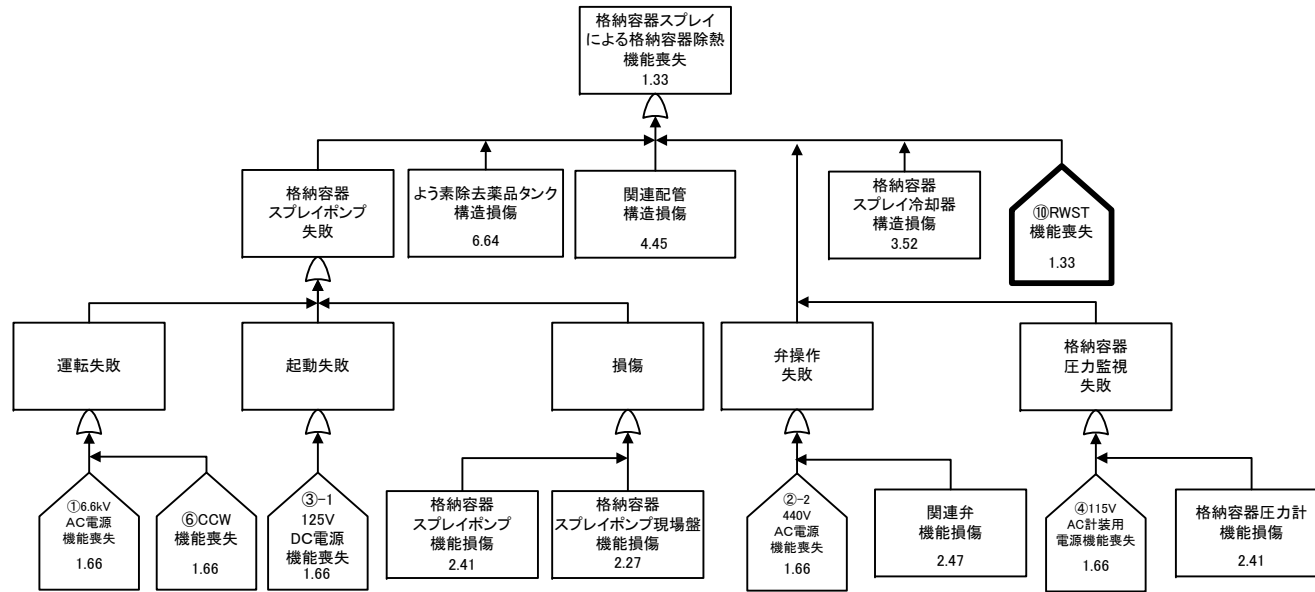 格納容器スプレイ
による格納容器除熱
機能喪失
1.33
格納容器
スプレイポンプ
失敗
よう素除去薬品タンク
構造損傷
6.64
関連配管
構造損傷
4.45
格納容器
スプレイ冷却器
構造損傷
3.52
⑩RWST
機能喪失
1.33
運転失敗
起動失敗
損傷
弁操作
失敗
格納容器
圧力監視
失敗
①6.6kV
AC電源
機能喪失
1.66
⑥CCW
機能喪失
1.66
③-1
125V
DC電源
機能喪失
1.66
格納容器
スプレイポンプ
機能損傷
2.41
格納容器
スプレイポンプ現場盤
機能損傷
2.27
②-2
440V
AC電源
機能喪失
1.66
関連弁
機能損傷
2.47
④115V
AC計装用
電源機能喪失
1.66
格納容器圧力計
機能損傷
2.41